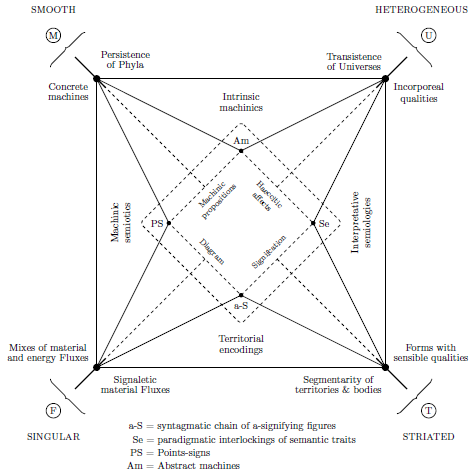 SMOOTH
HETEROGENEOUS
M
U
Persistence
of Phyla
Transistence
of Universes
Concrete
machines
Intrinsic
machinics
Incorporeal
qualities
Am
Machinic
propositions
Haecqitic
affects
Machinic
semiotics
PS
Se
Interpretative
semiologies
Diagram
Signification
a-S
Territorial
encodings
Mixes of material
and energy Fluxes
Forms with
sensible qualities
Signaletic
material Fluxes
Segmentarity of
territories & bodies
F
T
SINGULAR
STRIATED
a-S = syntagmatic chain of a-signifying figures
Se = paradigmatic interlockings of semantic traits
PS = Points-signs
Am = Abstract machines